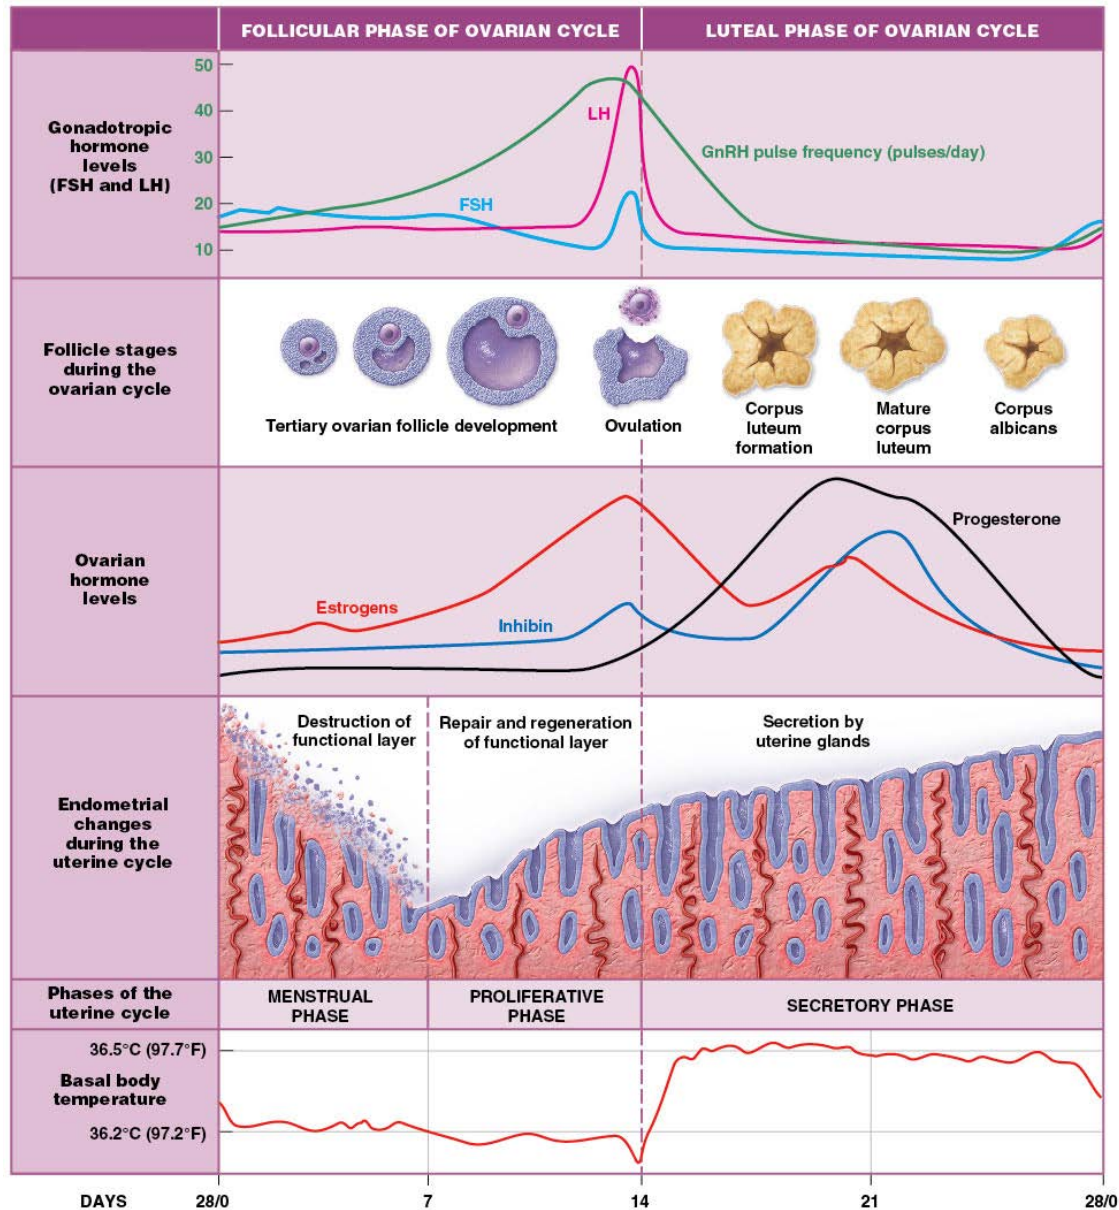 FOLLICULAR PHASE OF OVARIAN CYCLE
LUTEAL PHASE OF OVARIAN CYCLE
Gonadotropic
hormone
levels
(FSH and LH)
50
40
30
20
10
LH
FSH
GnRH pulse frequency (pulses/day)
Follicle stages
during the
ovarian cycle
Tertiary ovarian follicle development
Ovulation
Corpus
luteum
formation
Mature
corpus
luteum
Corpus
albicans
Ovarian
hormone
levels
Estrogens
Inhibin
Progesterone
Endometrial
changes
during the
uterine cycle
Destruction of
functional layer
Repair and regeneration
of functional layer
Secretion by
uterine glands
Phases of the
uterine cycle
MENSTRUAL
PHASE
PROLIFERATIVE
PHASE
SECRETORY PHASE
36.5°C (97.7°F)
Basal body
temperature
36.2°C (97.2°F)
DAYS
28/0
7
14
21
28/0